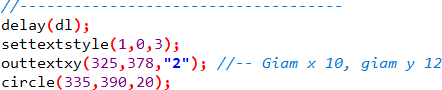 //-----------------------------------
delay(dl);
settextstyle(1,0,3);
outtextxy(325,378,"2"); //-- Giam x 10, giam y 12
circle(335,390,20);